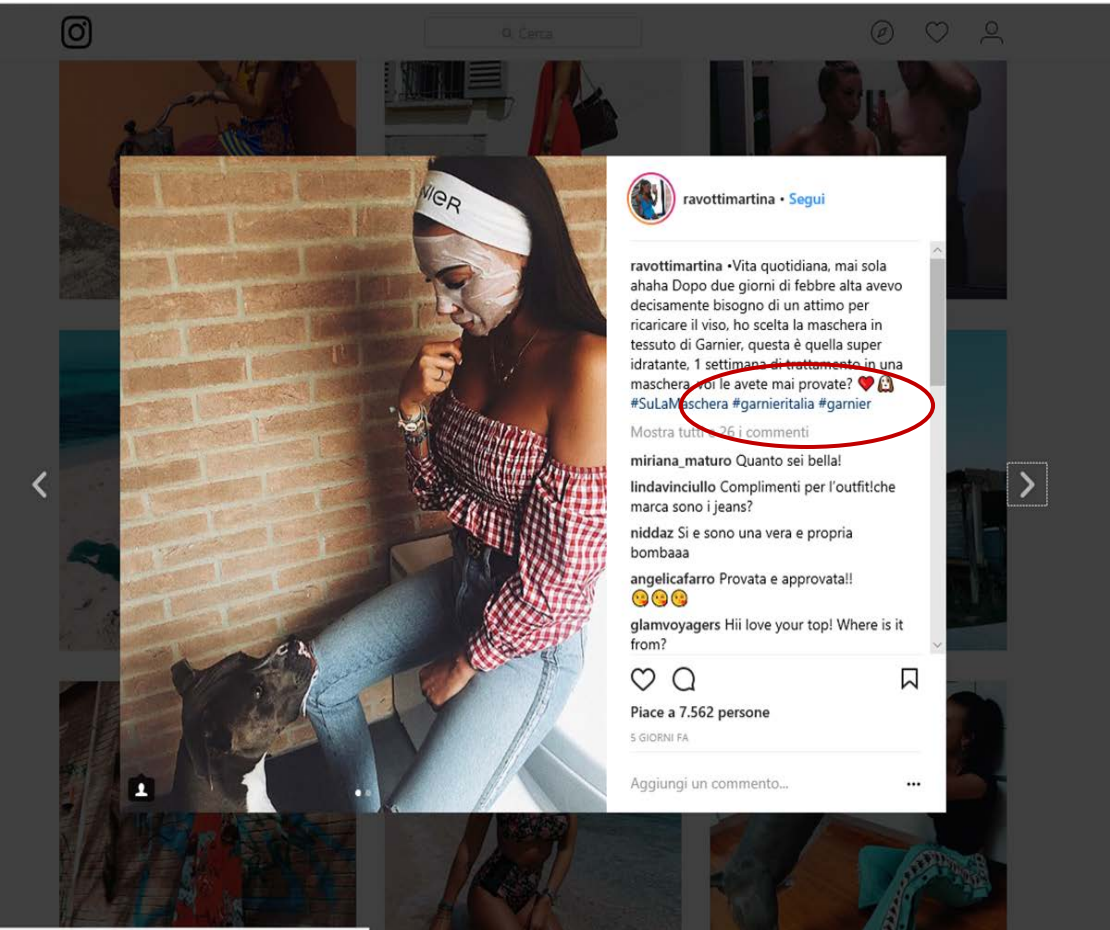 Cerca
NIER
ravottimartina • Segui
ravottimartina •Vita quotidiana, mai sola
ahaha Dopo due giorni di febbre alta avevo
decisamente bisogno di un attimo per
ricaricare il viso, ho scelta la maschera in
tessuto di Garnier, questa è quella super
idratante, 1 settimana di trattamento in una
maschera, voi le avete mai provate? ❤️🐶
#SuLaMaschera #garnieritalia #garnier
Mostra tutti e 26 i commenti
miriana_maturo Quanto sei bella!
lindavinciullo Complimenti per l'outfit!che
marca sono i jeans?
niddaz Si e sono una vera e propria
bombaaa
angelicafarro Provata e approvata!!
😘😘😘
glamvoyagers Hii love your top! Where is it
from?
Piace a 7.562 persone
5 GIORNI FA
Aggiungi un commento...